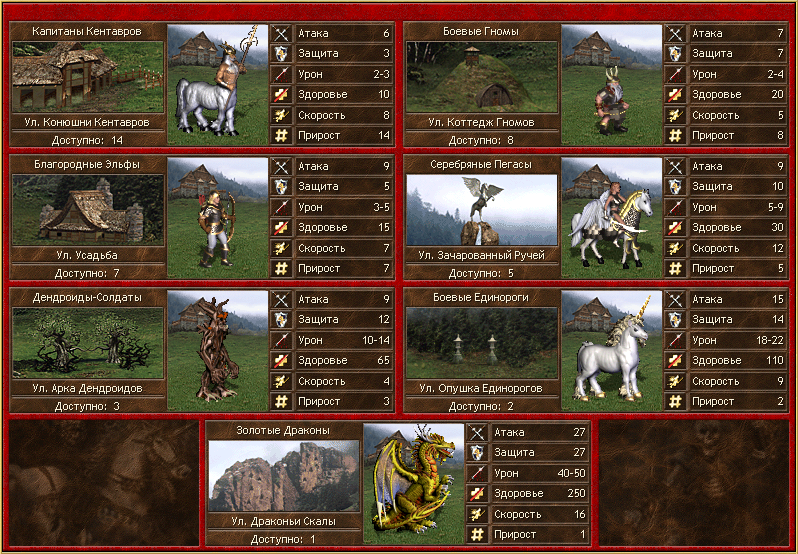 Капитаны Кентавров
Атака 6
Защита 3
Урон 2-3
Здоровье 10
Скорость 8
Прирост 14
Ул. Конюшни Кентавров
Доступно: 14
Боевые Гномы
Атака 7
Защита 7
Урон 2-4
Здоровье 20
Скорость 5
Прирост 8
Ул. Коттедж Гномов
Доступно: 8
Благородные Эльфы
Атака 9
Защита 5
Урон 3-5
Здоровье 15
Скорость 7
Прирост 7
Ул. Усадьба
Доступно: 7
Серебряные Пегасы
Атака 9
Защита 10
Урон 5-9
Здоровье 30
Скорость 12
Прирост 5
Ул. Зачарованный Ручей
Доступно: 5
Дендроиды-Солдаты
Атака 9
Защита 12
Урон 10-14
Здоровье 65
Скорость 4
Прирост 3
Ул. Арка Дендроидов
Доступно: 3
Боевые Единороги
Атака 15
Защита 14
Урон 18-22
Здоровье 110
Скорость 9
Прирост 2
Ул. Опушка Единорогов
Доступно: 2
Золотые Драконы
Атака 27
Защита 27
Урон 40-50
Здоровье 250
Скорость 16
Прирост 1
Ул. Драконьи Скалы
Доступно: 1